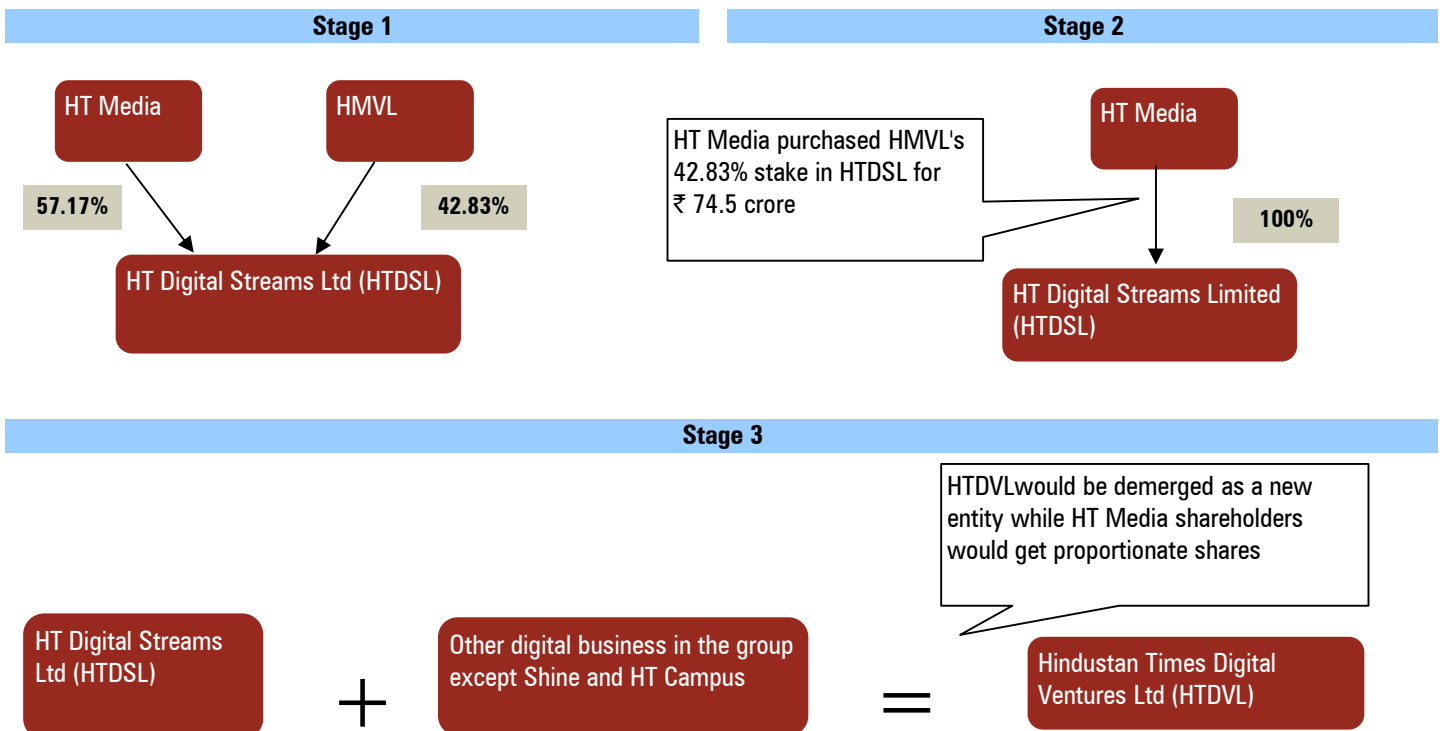 Stage 1
HT Media
HMVL
57.17%
42.83%
HT Digital Streams Ltd (HTDSL)
Stage 2
HT Media purchased HMVL's
42.83% stake in HTDSL for
₹ 74.5 crore
HT Media
100%
HT Digital Streams Limited
(HTDSL)
Stage 3
HTDVLwould be demerged as a new
entity while HT Media shareholders
would get proportionate shares
HT Digital Streams
Ltd (HTDSL)
+
Other digital business in the group
except Shine and HT Campus
=
Hindustan Times Digital
Ventures Ltd (HTDVL)